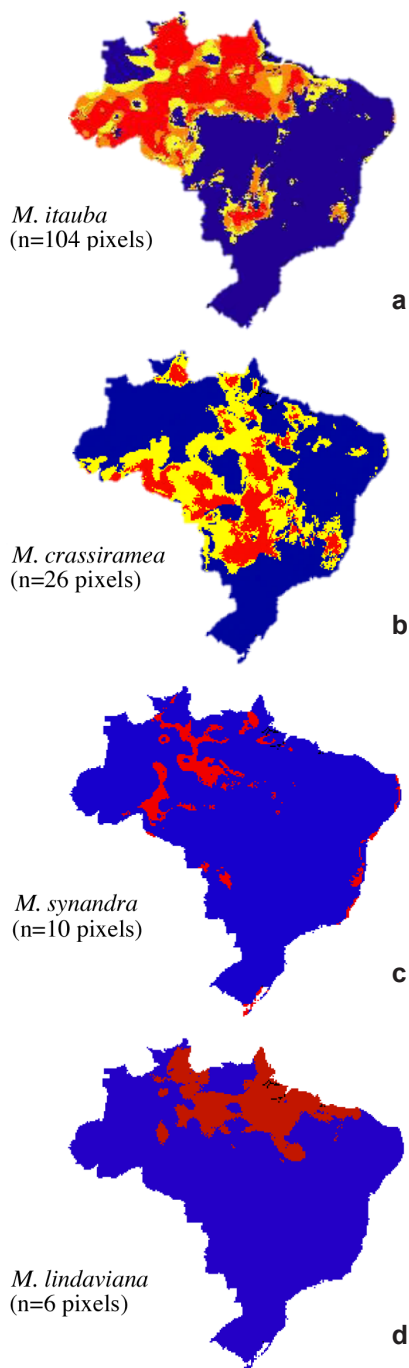 M. itauba
(n=104 pixels)
a
M. crassiramea
(n=26 pixels)
b
M. synandra
(n=10 pixels)
c
M. lindaviana
(n=6 pixels)
d